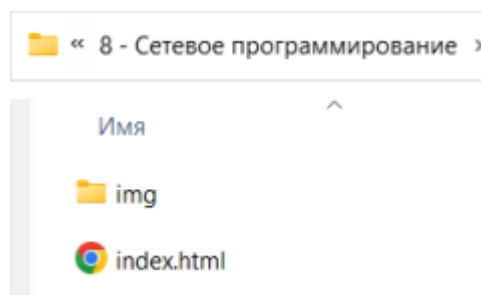 « 8 - Сетевое программирование >
Имя
img
index.html